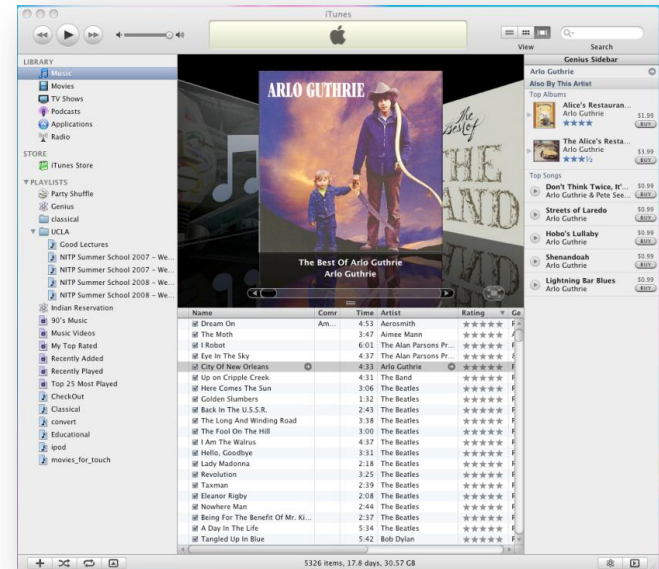 iTunes
View
Search
LIBRARY
Music
Movies
TV Shows
Podcasts
Applications
Radio
STORE
iTunes Store
PLAYLISTS
Party Shuffle
Genius
classical
UCLA
Good Lectures
NITP Summer School 2007 – We...
NITP Summer School 2007 – We...
NITP Summer School 2008 – We...
NITP Summer School 2008 – We...
Indian Reservation
90's Music
Music Videos
My Top Rated
Recently Added
Recently Played
Top 25 Most Played
CheckOut
Classical
convert
Educational
ipod
movies_for_touch
ARLO GUTHRIE
The Best of
THE
BAND
The Best Of Arlo Guthrie
Arlo Guthrie
Name Comr Time Artist Rating Ge
Dream On Am... 4:53 Aerosmith
The Moth 3:47 Aimee Mann
I Robot 6:01 The Alan Parsons Pr...
Eye In The Sky 4:37 The Alan Parsons Pr...
City Of New Orleans 4:33 Arlo Guthrie
Up on Cripple Creek 4:31 The Band
Here Comes The Sun 3:06 The Beatles
Golden Slumbers 1:32 The Beatles
Back In The U.S.S.R. 2:43 The Beatles
The Long And Winding Road 3:38 The Beatles
The Fool On The Hill 3:00 The Beatles
I Am The Walrus 4:37 The Beatles
Hello, Goodbye 3:31 The Beatles
Lady Madonna 2:18 The Beatles
Revolution 3:25 The Beatles
Taxman 2:39 The Beatles
Eleanor Rigby 2:08 The Beatles
Nowhere Man 2:44 The Beatles
Being For The Benefit Of Mr. Ki... 2:37 The Beatles
A Day In The Life 5:34 The Beatles
Tangled Up In Blue 5:42 Bob Dylan
Genius Sidebar
Arlo Guthrie
Also By This Artist
Top Albums
Alice's Restauran...
Arlo Guthrie $1.99
BUY
The Alice's Resta...
Arlo Guthrie $3.99
BUY
Top Songs
Don't Think Twice, It'... $0.99
Arlo Guthrie & Pete See... BUY
Streets of Laredo $0.99
Arlo Guthrie BUY
Hobo's Lullaby $0.99
Arlo Guthrie BUY
Shenandoah $0.99
Arlo Guthrie BUY
Lightning Bar Blues $0.99
Arlo Guthrie BUY
5326 items, 17.8 days, 30.57 GB